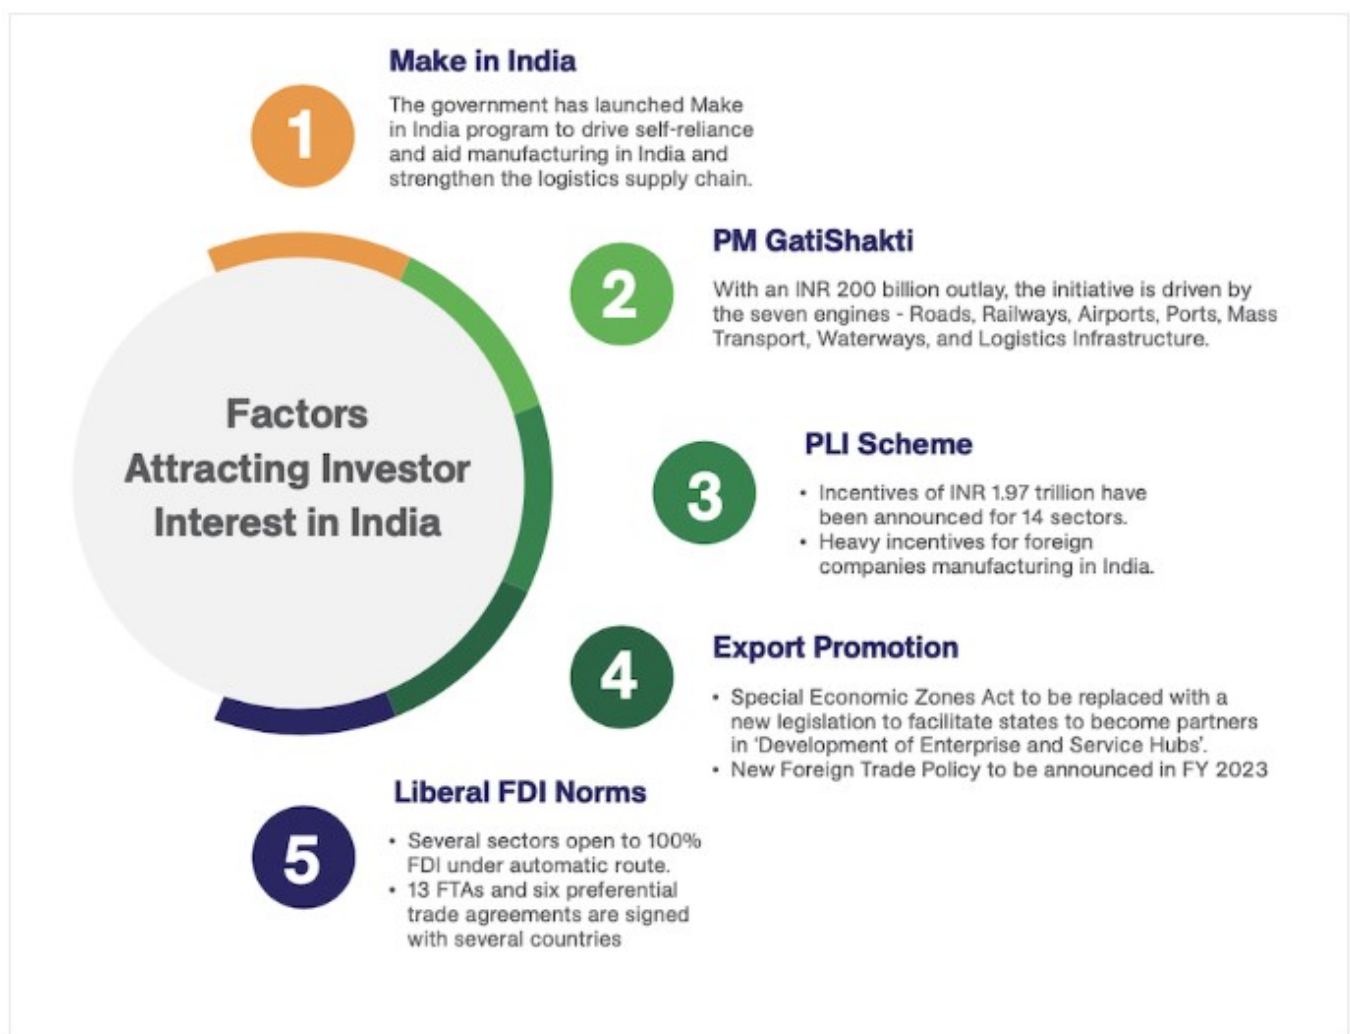 Factors
Attracting Investor
Interest in India
1
Make in India
The government has launched Make
in India program to drive self-reliance
and aid manufacturing in India and
strengthen the logistics supply chain.
2
PM GatiShakti
With an INR 200 billion outlay, the initiative is driven by
the seven engines - Roads, Railways, Airports, Ports, Mass
Transport, Waterways, and Logistics Infrastructure.
3
PLI Scheme
• Incentives of INR 1.97 trillion have
been announced for 14 sectors.
• Heavy incentives for foreign
companies manufacturing in India.
4
Export Promotion
• Special Economic Zones Act to be replaced with a
new legislation to facilitate states to become partners
in ‘Development of Enterprise and Service Hubs’.
• New Foreign Trade Policy to be announced in FY 2023
5
Liberal FDI Norms
• Several sectors open to 100%
FDI under automatic route.
• 13 FTAs and six preferential
trade agreements are signed
with several countries